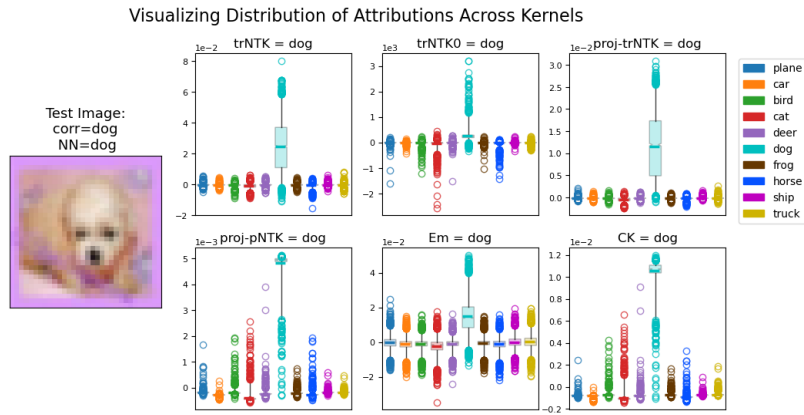 Visualizing Distribution of Attributions Across Kernels
Test Image:
corr=dog
NN=dog
trNTK = dog
1e−2
8
6
4
2
0
−2
trNTK0 = dog
1e3
3
2
1
0
−1
−2
proj-trNTK = dog
1e−2
3.0
2.5
2.0
1.5
1.0
0.5
0.0
plane
car
bird
cat
deer
dog
frog
horse
ship
truck
proj-pNTK = dog
1e−3
5
4
3
2
1
0
Em = dog
1e−2
4
2
0
−2
CK = dog
1e−2
1.2
1.0
0.8
0.6
0.4
0.2
0.0
−0.2